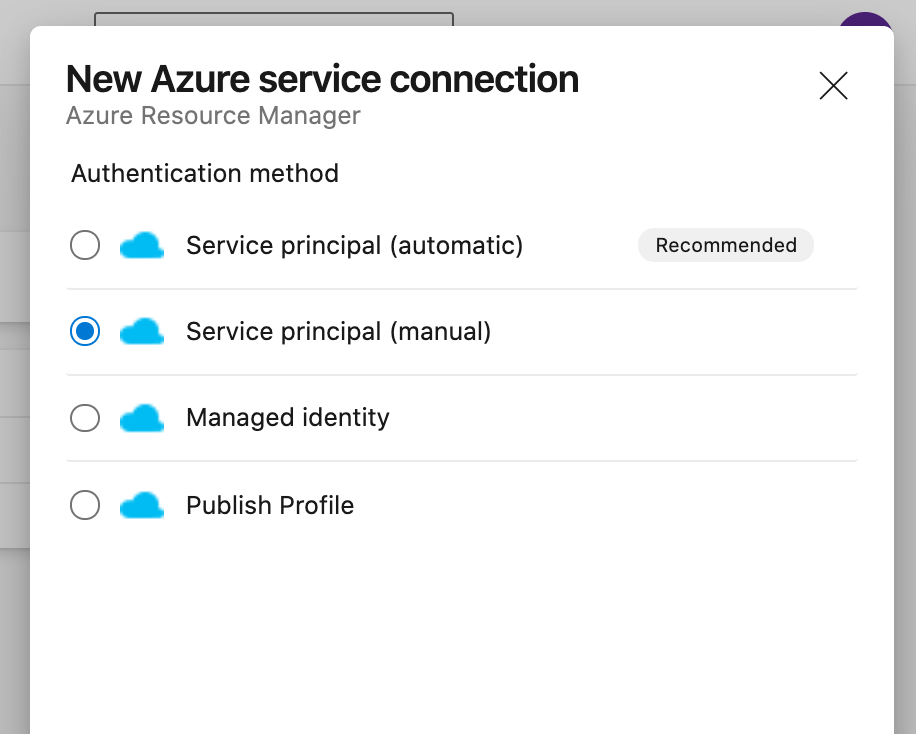 New Azure service connection
Azure Resource Manager
Authentication method
Service principal (automatic)
Recommended
Service principal (manual)
Managed identity
Publish Profile